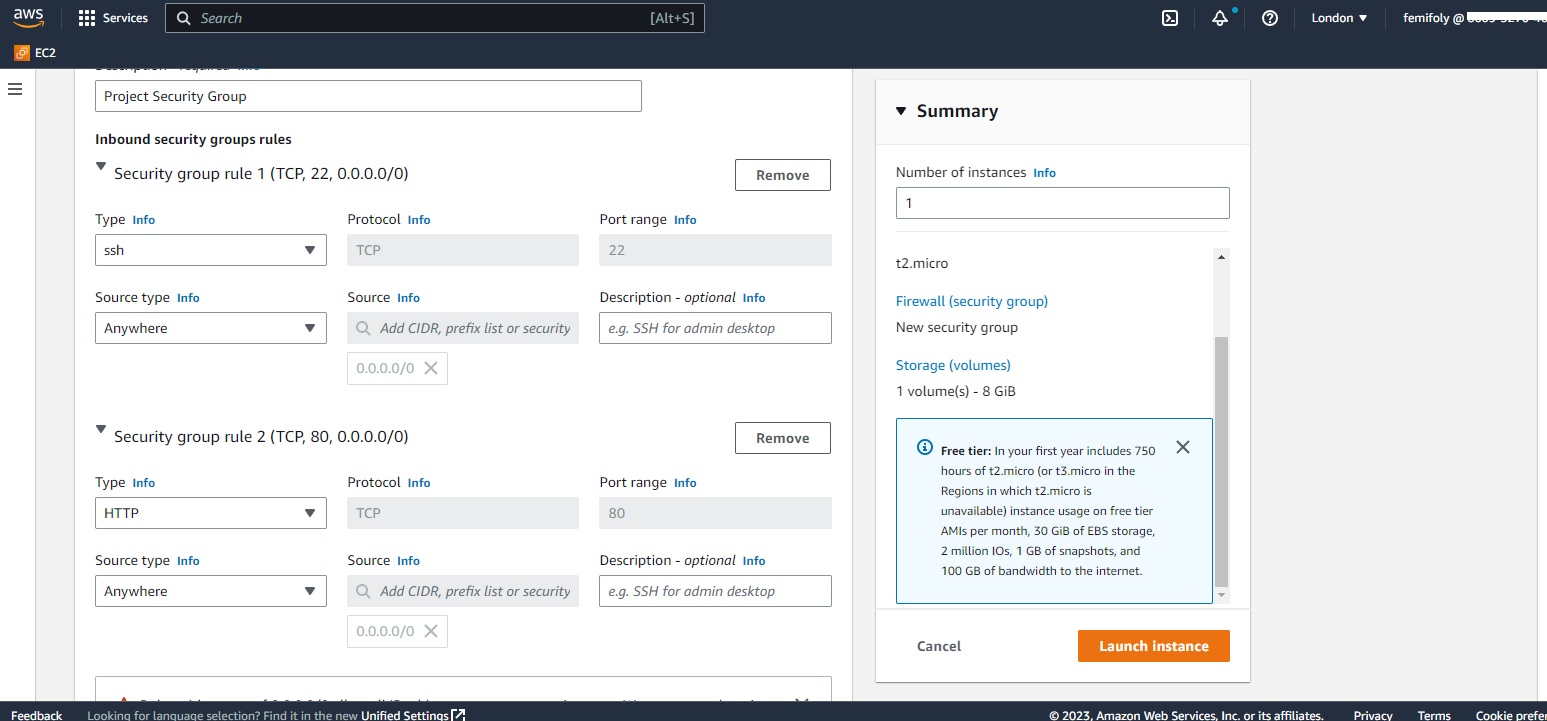 aws
Services
Search
[Alt+S]
London
femifoly @
EC2
Project Security Group
Inbound security groups rules
Security group rule 1 (TCP, 22, 0.0.0.0/0)
Remove
Type Info
Protocol Info
Port range Info
ssh
TCP
22
Source type Info
Source Info
Description - optional Info
Anywhere
Add CIDR, prefix list or security
e.g. SSH for admin desktop
0.0.0.0/0
Security group rule 2 (TCP, 80, 0.0.0.0/0)
Remove
Type Info
Protocol Info
Port range Info
HTTP
TCP
80
Source type Info
Source Info
Description - optional Info
Anywhere
Add CIDR, prefix list or security
e.g. SSH for admin desktop
0.0.0.0/0
Summary
Number of instances Info
1
t2.micro
Firewall (security group)
New security group
Storage (volumes)
1 volume(s) - 8 GiB
Free tier: In your first year includes 750
hours of t2.micro (or t3.micro in the
Regions in which t2.micro is
unavailable) instance usage on free tier
AMIs per month, 30 GiB of EBS storage,
2 million IOs, 1 GB of snapshots, and
100 GB of bandwidth to the internet.
Cancel
Launch instance
Feedback
Looking for language selection? Find it in the new Unified Settings
© 2023, Amazon Web Services, Inc. or its affiliates.
Privacy
Terms
Cookie prefer